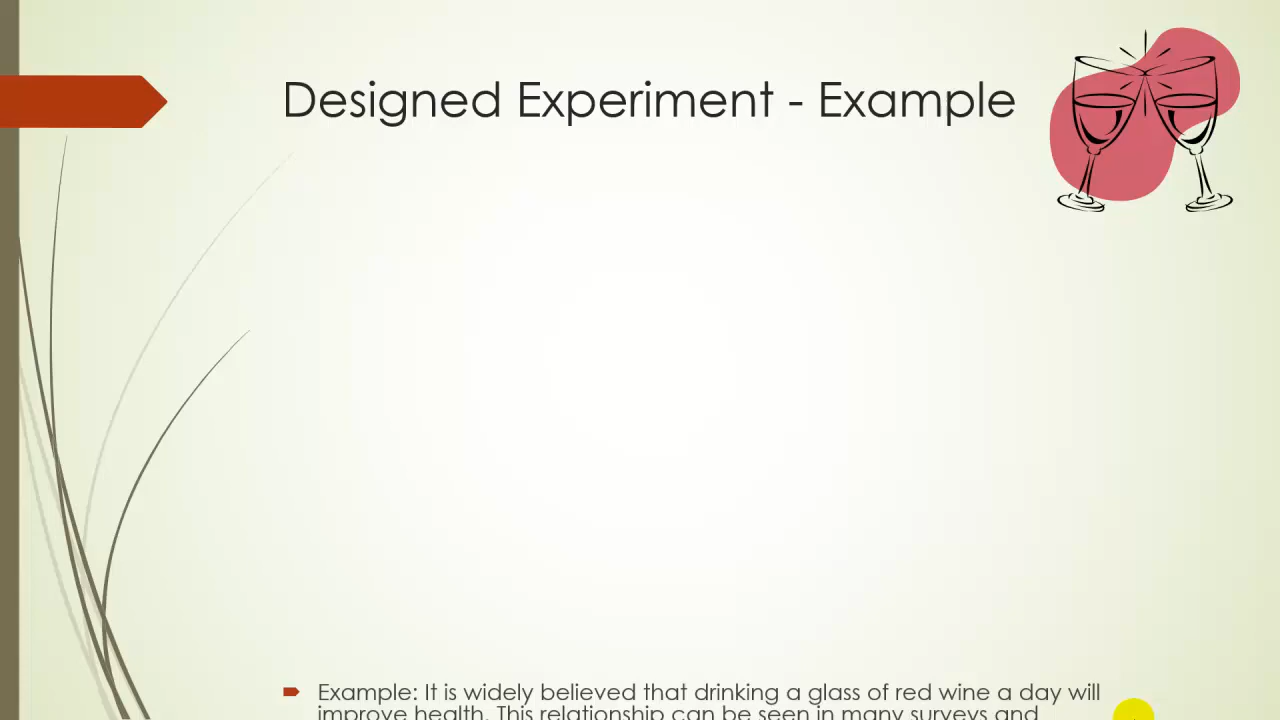 Designed Experiment - Example
Example: It is widely believed that drinking a glass of red wine a day will
improve health. This relationship can be seen in many surveys and